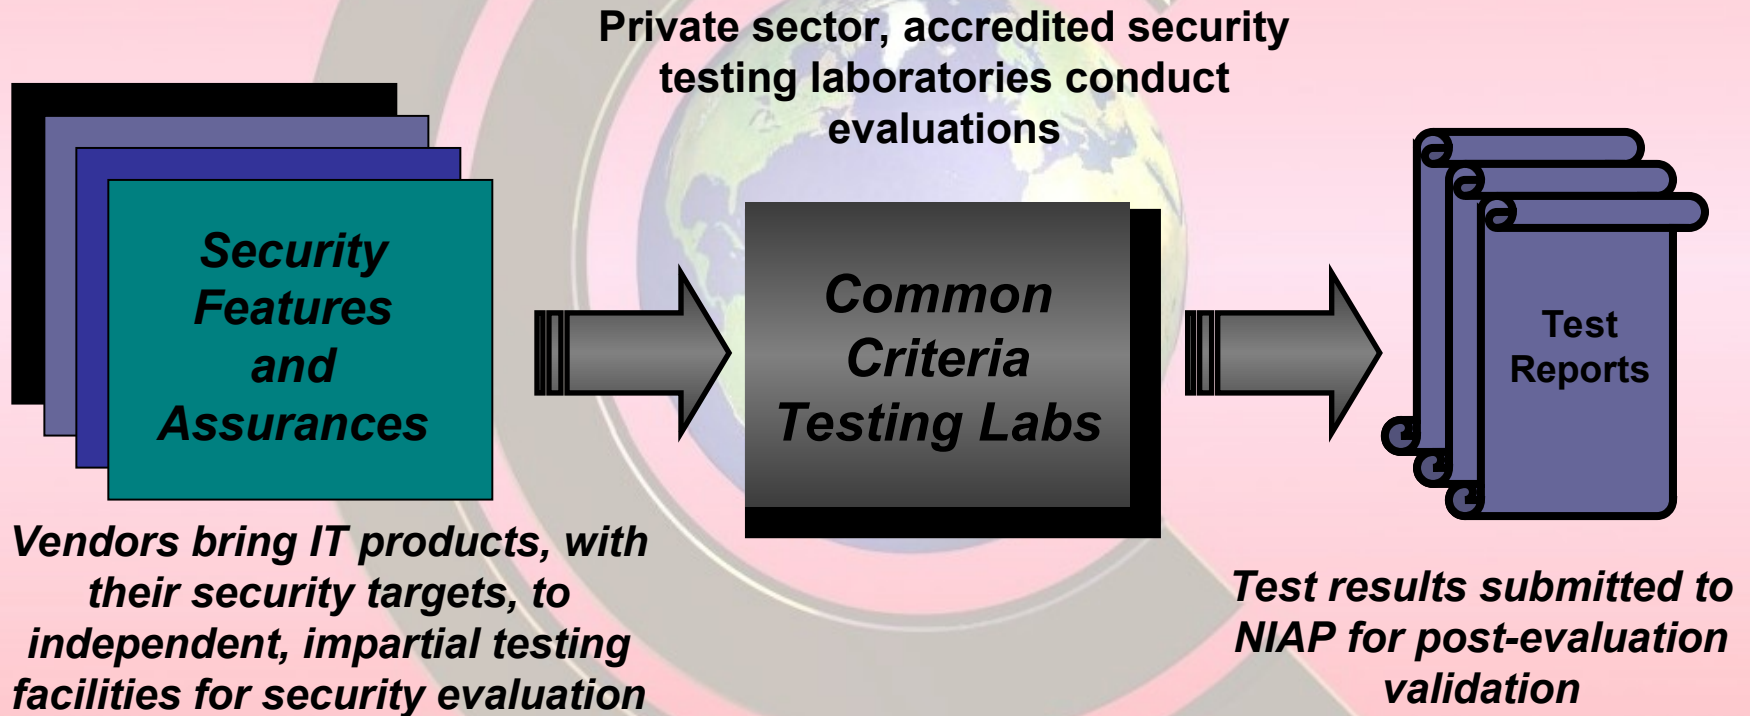 Private sector, accredited security
testing laboratories conduct
evaluations
Security
Features
and
Assurances
Common
Criteria
Testing Labs
Test
Reports
Vendors bring IT products, with
their security targets, to
independent, impartial testing
facilities for security evaluation
Test results submitted to
NIAP for post-evaluation
validation